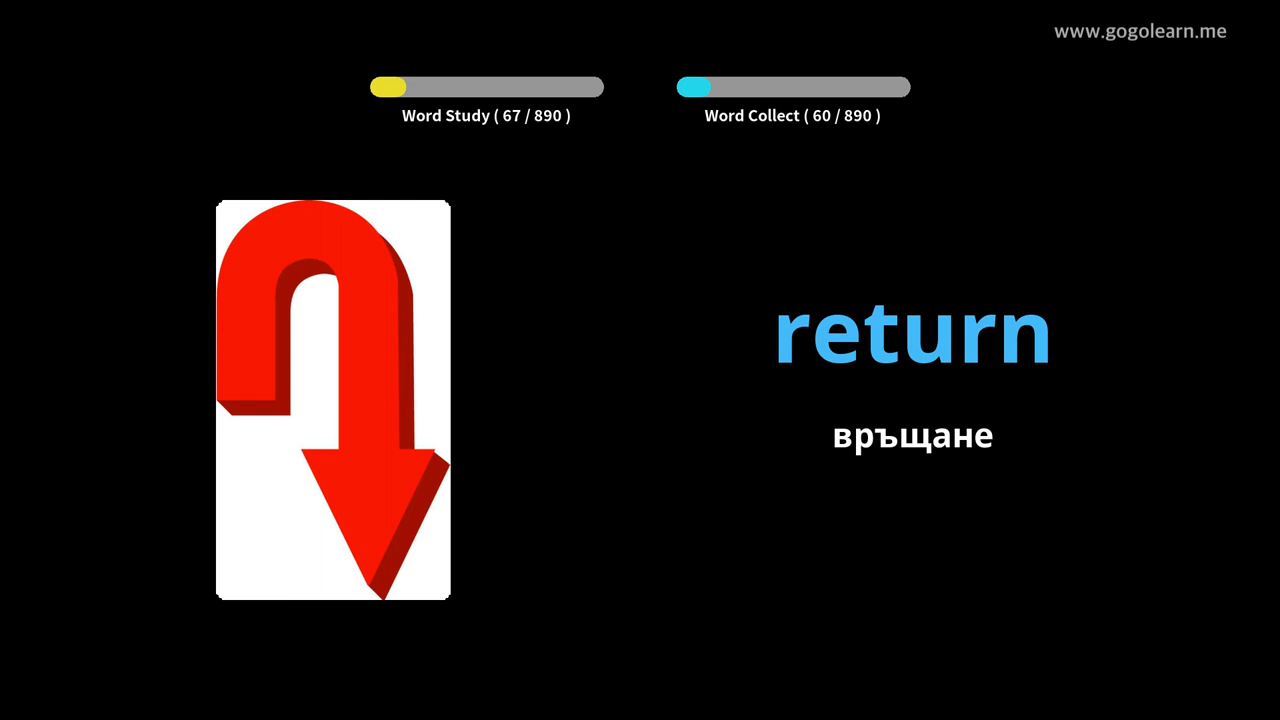 www.gogolearn.me
Word Study ( 67 / 890 )
Word Collect ( 60 / 890 )
return
връщане